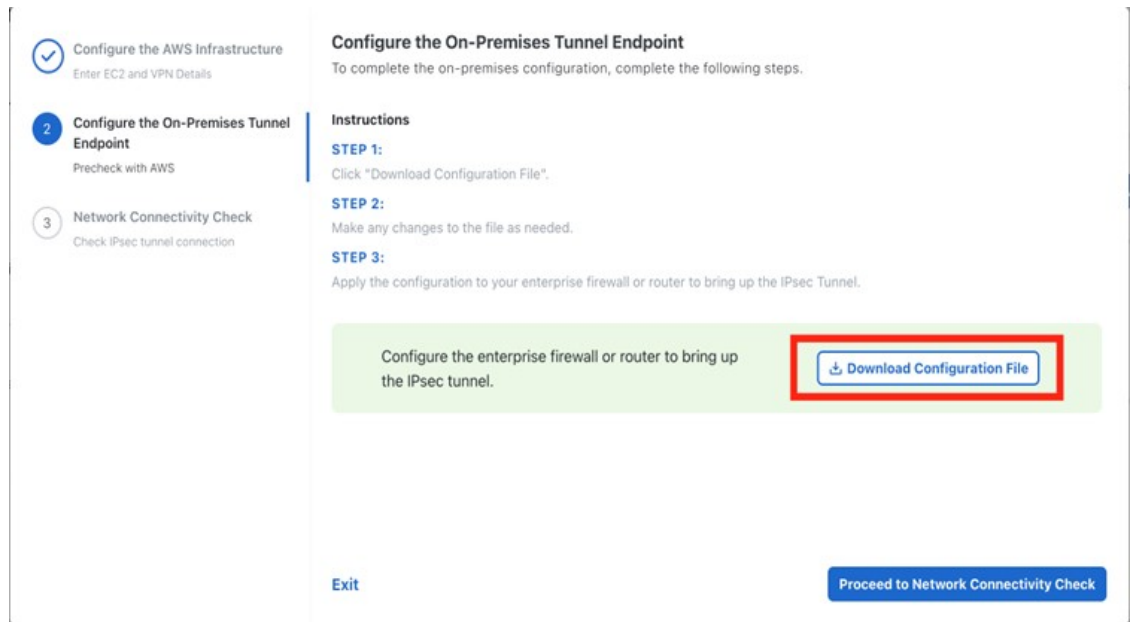 Configure the AWS Infrastructure
Enter EC2 and VPN Details
2
Configure the On-Premises Tunnel
Endpoint
Precheck with AWS
3
Network Connectivity Check
Check IPsec tunnel connection
Configure the On-Premises Tunnel Endpoint
To complete the on-premises configuration, complete the following steps.
Instructions
STEP 1:
Click "Download Configuration File".
STEP 2:
Make any changes to the file as needed.
STEP 3:
Apply the configuration to your enterprise firewall or router to bring up the IPsec Tunnel.
Configure the enterprise firewall or router to bring up
the IPsec tunnel.
Download Configuration File
Exit
Proceed to Network Connectivity Check